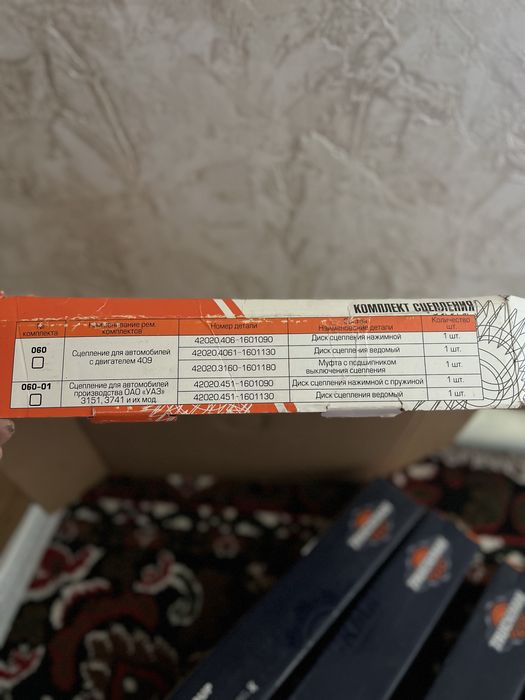 КОМПЛЕКТ СЦЕПЛЕНИЯ
комплекта
рем. комплектов
Номер детали
Наименование детали
Количество шт.
060
Сцепление для автомобилей
с двигателем 409
42020.406-1601090
Диск сцепления нажимной
1 шт.
42020.4061-1601130
Диск сцепления ведомый
1 шт.
42020.3160-1601180
Муфта с подшипником
выключения сцепления
1 шт.
060-01
Сцепление для автомобилей
производства ОАО «УАЗ»
3151, 3741 и их мод.
42020.451-1601090
Диск сцепления нажимной с пружиной
1 шт.
42020.451-1601130
Диск сцепления ведомый
1 шт.